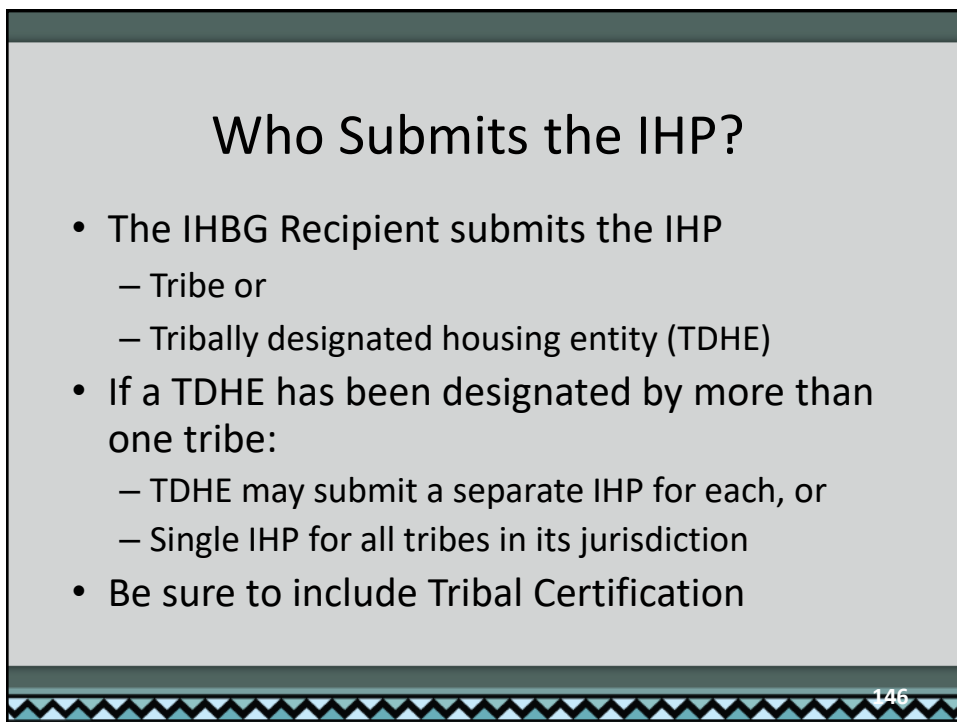 Who Submits the IHP?
• The IHBG Recipient submits the IHP
– Tribe or
– Tribally designated housing entity (TDHE)
• If a TDHE has been designated by more than
one tribe:
– TDHE may submit a separate IHP for each, or
– Single IHP for all tribes in its jurisdiction
• Be sure to include Tribal Certification
146